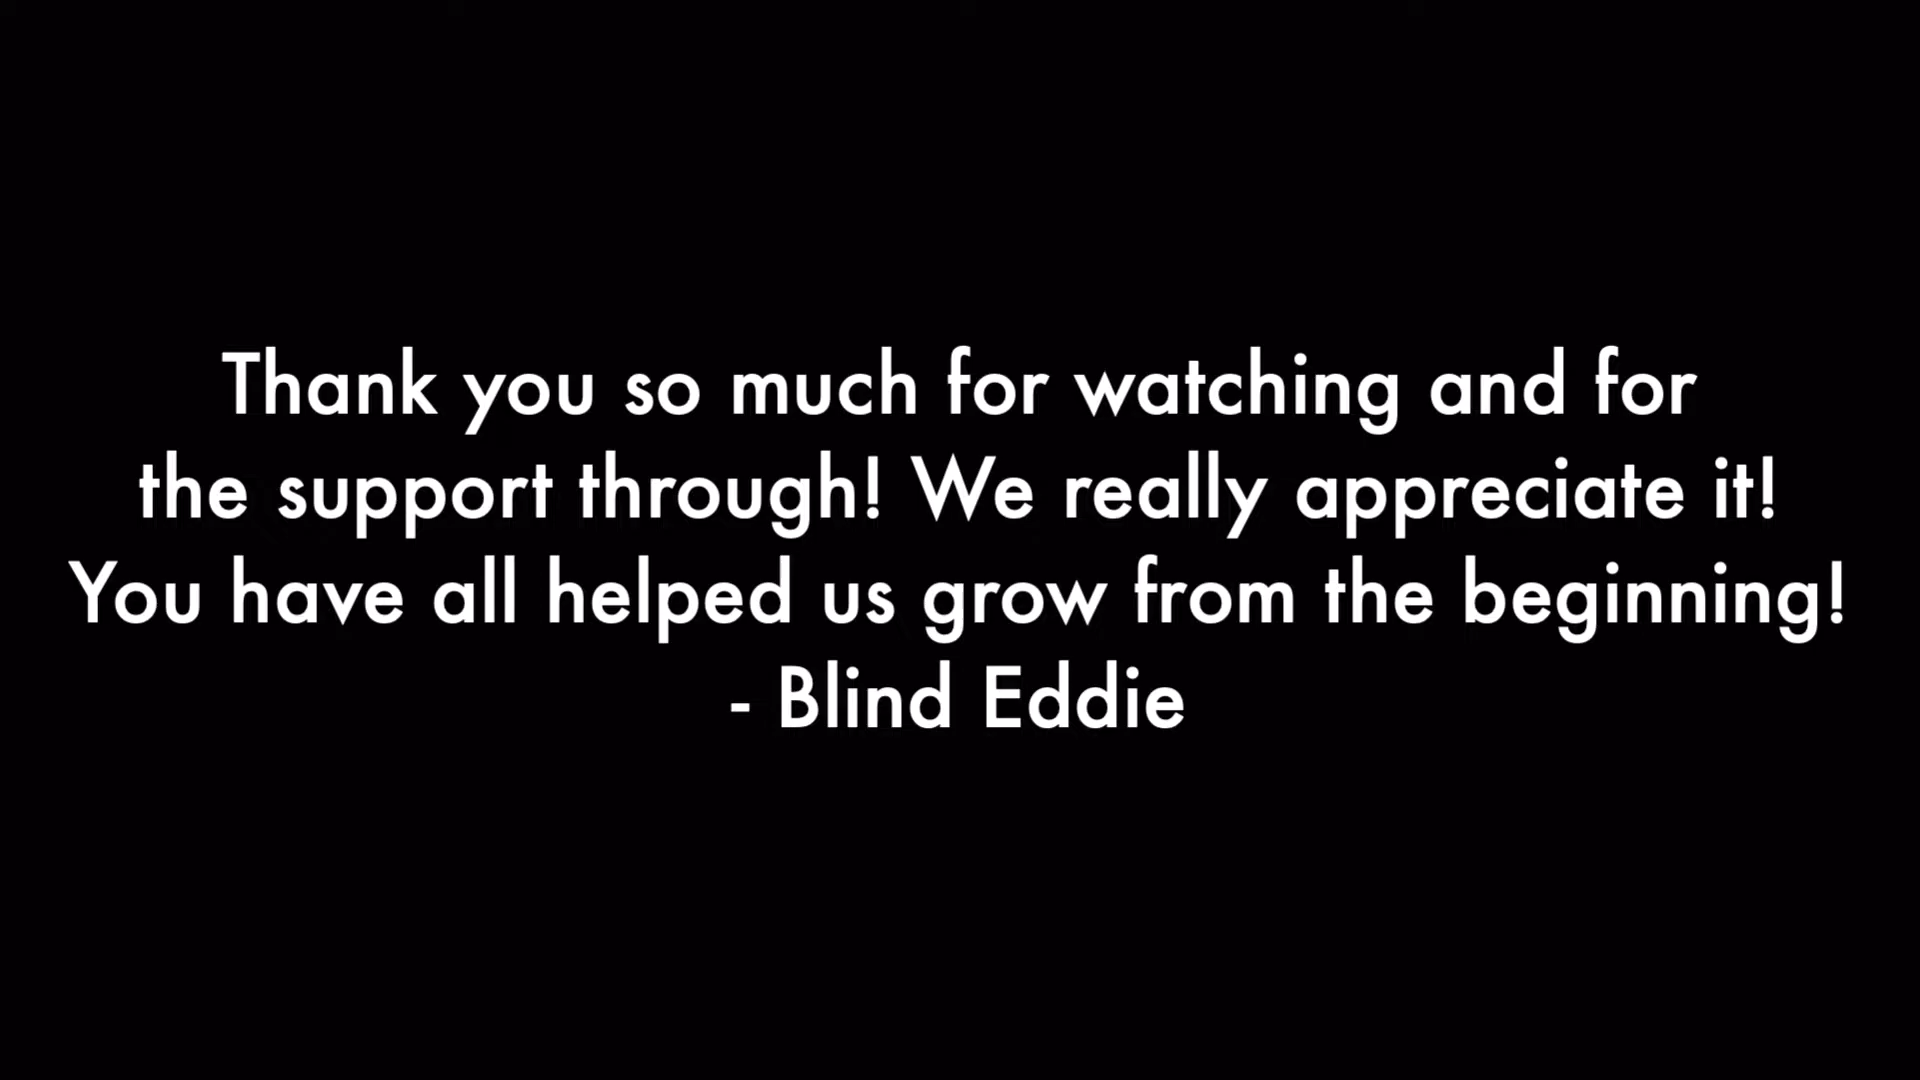 Thank you so much for watching and for
the support through! We really appreciate it!
You have all helped us grow from the beginning!
- Blind Eddie